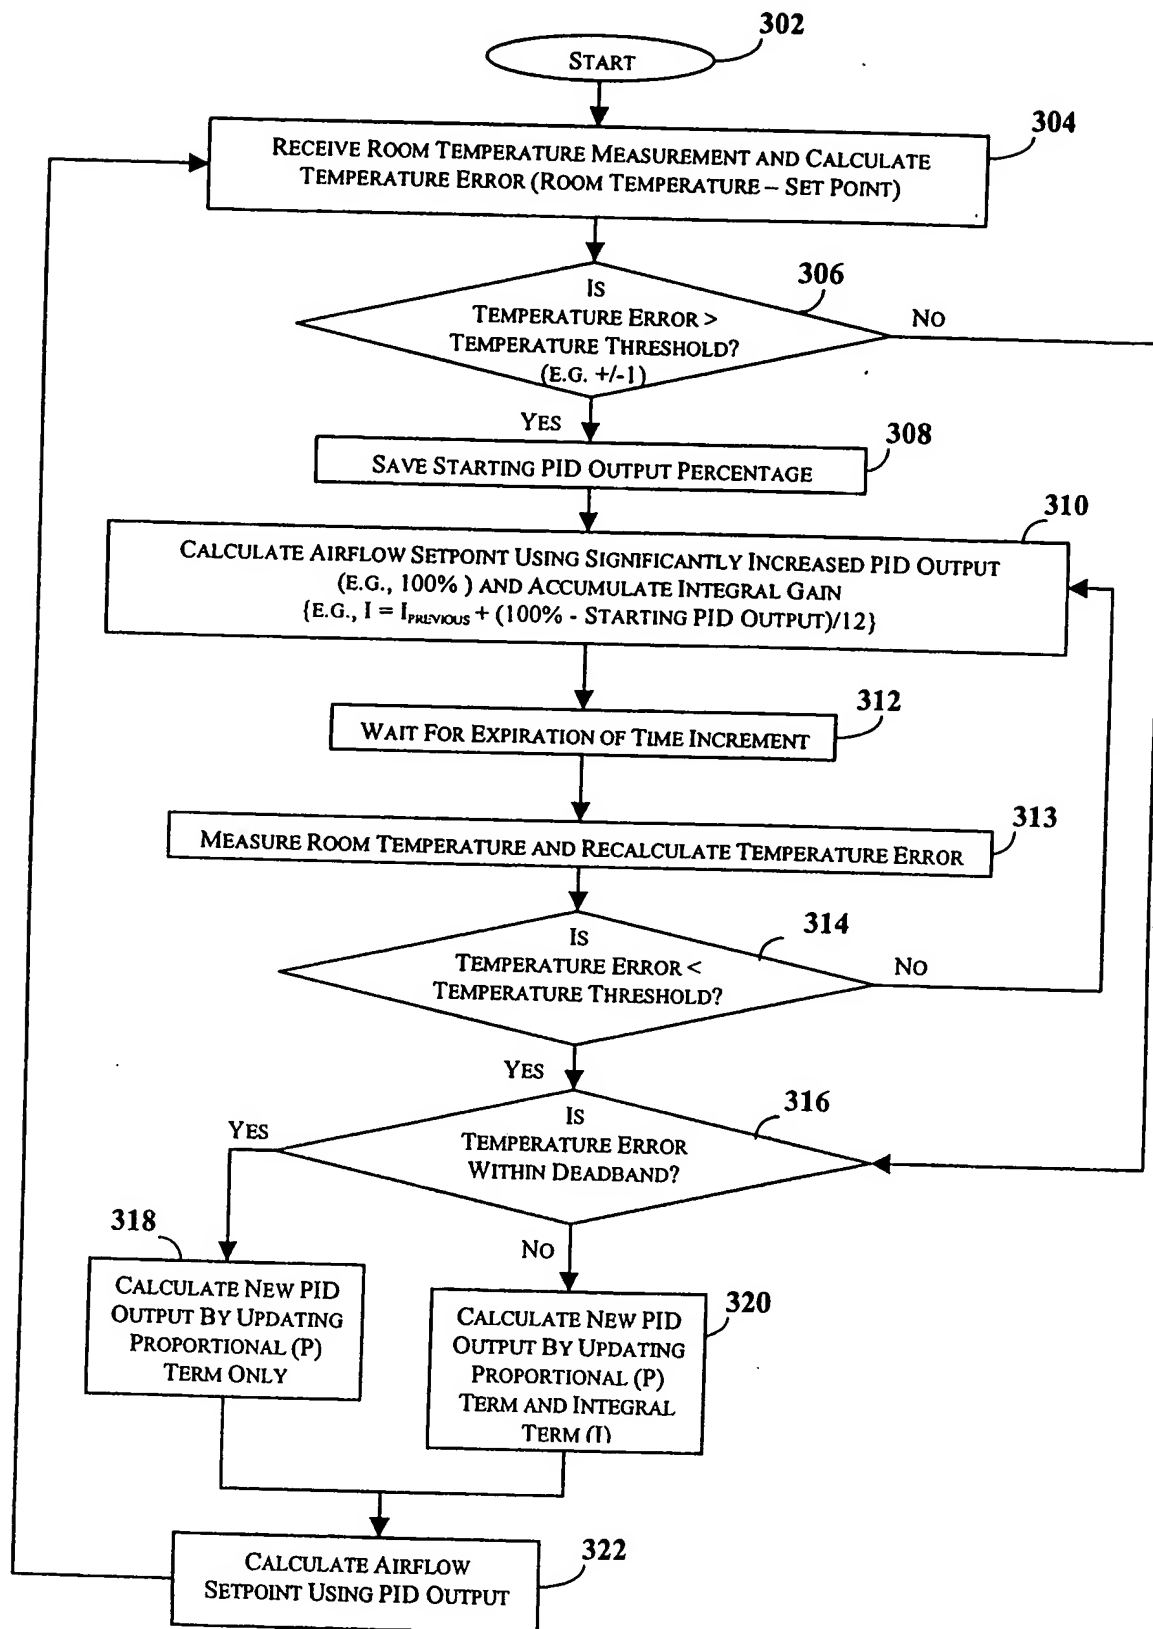 302
START
304
RECEIVE ROOM TEMPERATURE MEASUREMENT AND CALCULATE
TEMPERATURE ERROR (ROOM TEMPERATURE – SET POINT)
306
IS
TEMPERATURE ERROR >
TEMPERATURE THRESHOLD?
(E.G. +/-1)
NO
YES
308
SAVE STARTING PID OUTPUT PERCENTAGE
310
CALCULATE AIRFLOW SETPOINT USING SIGNIFICANTLY INCREASED PID OUTPUT
(E.G., 100% ) AND ACCUMULATE INTEGRAL GAIN
{E.G., I = I PREVIOUS + (100% - STARTING PID OUTPUT)/12}
312
WAIT FOR EXPIRATION OF TIME INCREMENT
313
MEASURE ROOM TEMPERATURE AND RECALCULATE TEMPERATURE ERROR
314
IS
TEMPERATURE ERROR <
TEMPERATURE THRESHOLD?
NO
YES
316
IS
TEMPERATURE ERROR
WITHIN DEADBAND?
YES
NO
318
CALCULATE NEW PID
OUTPUT BY UPDATING
PROPORTIONAL (P)
TERM ONLY
320
CALCULATE NEW PID
OUTPUT BY UPDATING
PROPORTIONAL (P)
TERM AND INTEGRAL
TERM (I)
322
CALCULATE AIRFLOW
SETPOINT USING PID OUTPUT